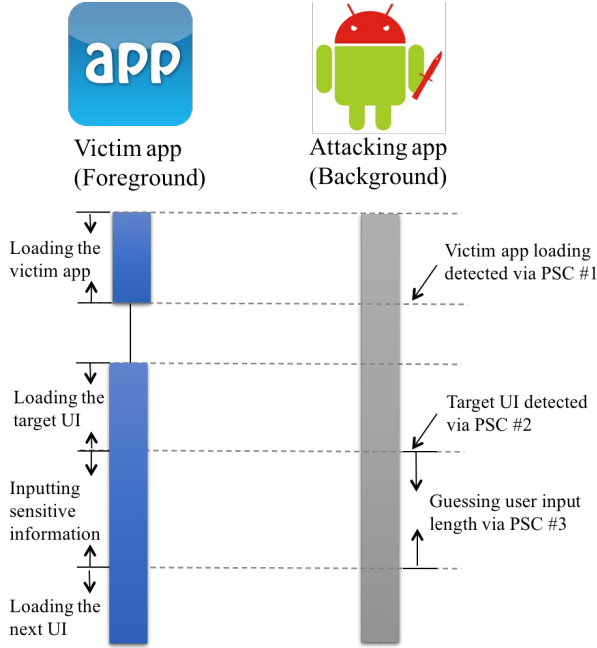 app
Victim app
(Foreground)
Attacking app
(Background)
Loading the
victim app
Victim app loading
detected via PSC #1
Loading the
target UI
Target UI detected
via PSC #2
Inputting
sensitive
information
Guessing user input
length via PSC #3
Loading the
next UI